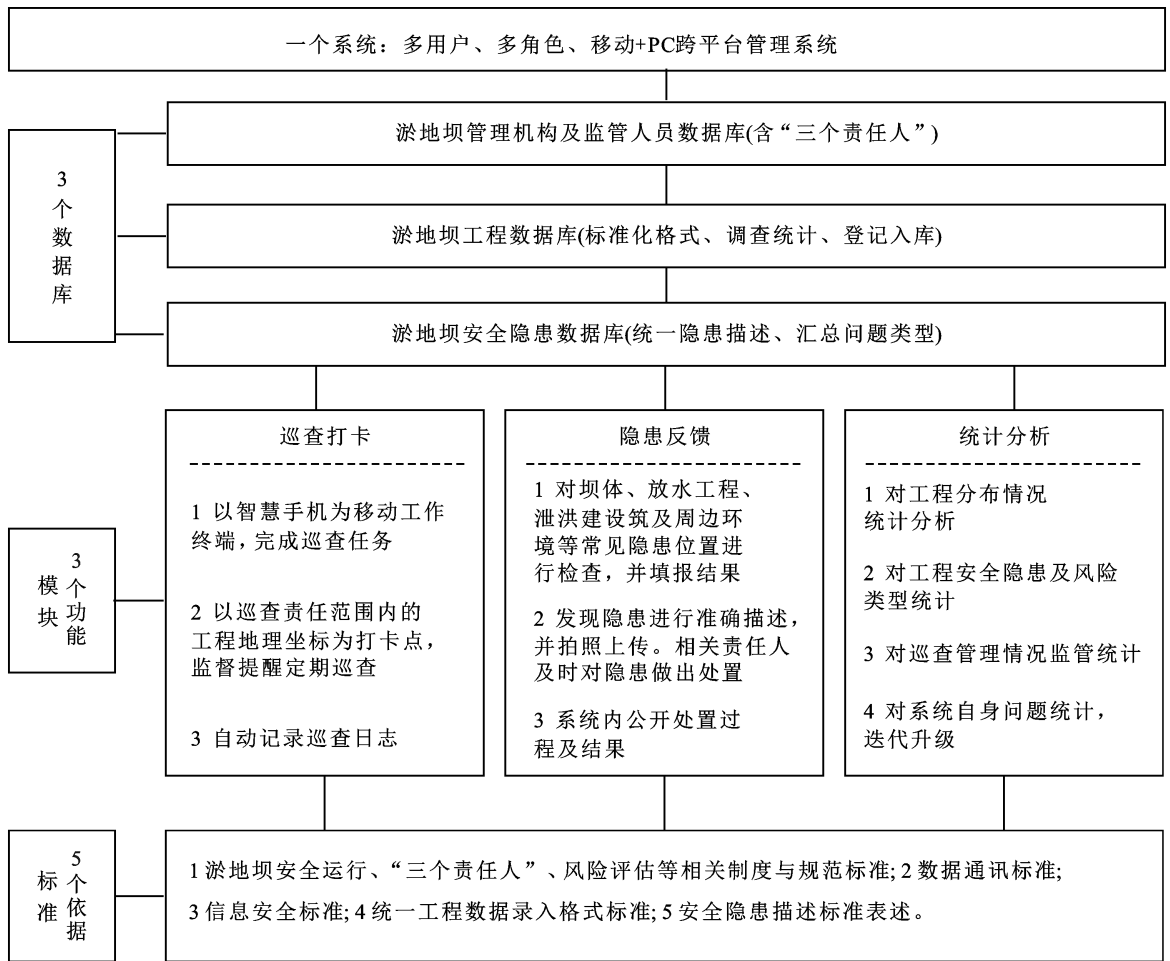 一个系统：多用户、多角色、移动+PC跨平台管理系统
3个数据库
淤地坝管理机构及监管人员数据库(含“三个责任人”)
淤地坝工程数据库(标准化格式、调查统计、登记入库)
淤地坝安全隐患数据库(统一隐患描述、汇总问题类型)
3个功能
模块
巡查打卡
1 以智慧手机为移动工作
终端,完成巡查任务
2 以巡查责任范围内的
工程地理坐标为打卡点，
监督提醒定期巡查
3 自动记录巡查日志
隐患反馈
1 对坝体、放水工程、
泄洪建设筑及周边环
境等常见隐患位置进
行检查,并填报结果
2 发现隐患进行准确描述，
并拍照上传。相关责任人
及时对隐患做出处置
3 系统内公开处置过
程及结果
统计分析
1 对工程分布情况
统计分析
2 对工程安全隐患及风险
类型统计
3 对巡查管理情况监管统计
4 对系统自身问题统计，
迭代升级
5个依据
标准
1 淤地坝安全运行、“三个责任人”、风险评估等相关制度与规范标准;2 数据通讯标准;
3 信息安全标准;4 统一工程数据录入格式标准;5 安全隐患描述标准表述。